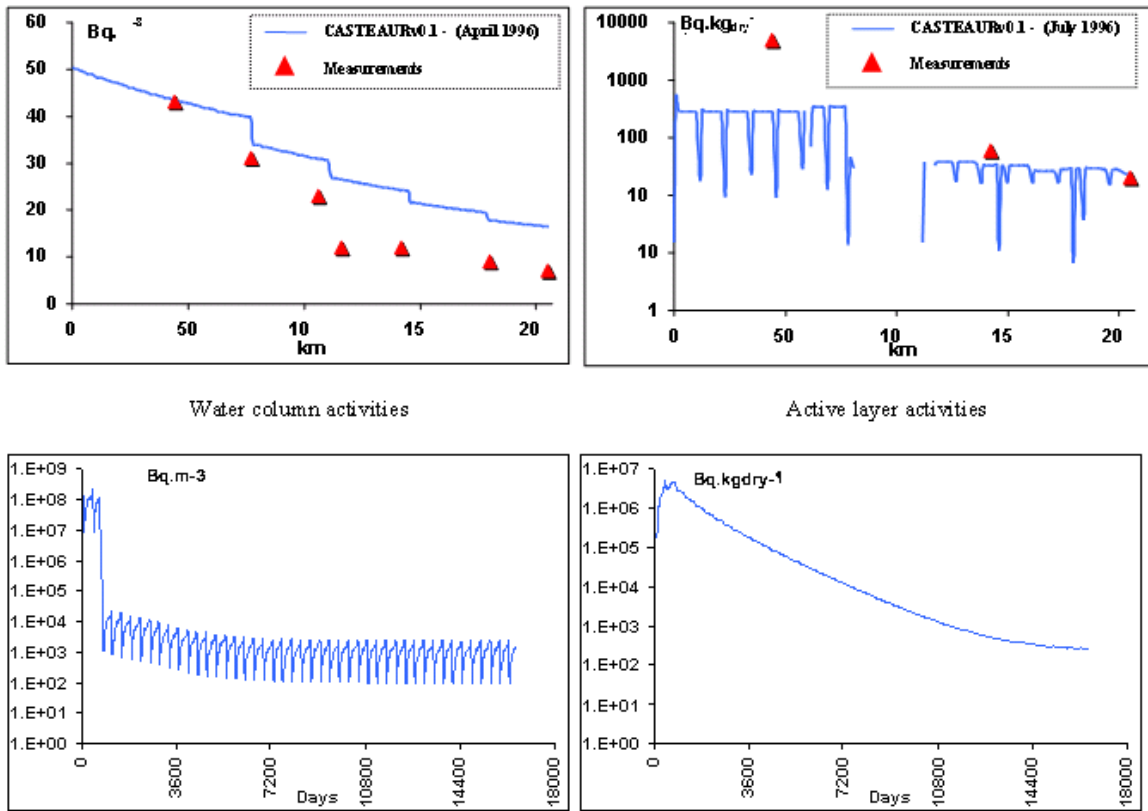 Bq. -3
CASTEAURv0.1 - (April 1996)
Measurements
60
50
40
30
20
10
0
0 50 10 15 20
km
Bq.kgdry-
CASTEAURv0.1 - (July 1996)
Measurements
10000
1000
100
10
10
1
0 50 10 15 20
km
Water column activities
Active layer activities
Bq.m-3
1.E+09
1.E+08
1.E+07
1.E+06
1.E+05
1.E+04
1.E+03
1.E+02
1.E+01
1.E+00
0 3600 7200 10800 14400 18000
Days
Bq.kgdry-1
1.E+07
1.E+06
1.E+05
1.E+04
1.E+03
1.E+02
1.E+01
1.E+00
0 3600 7200 10800 14400 18000
Days